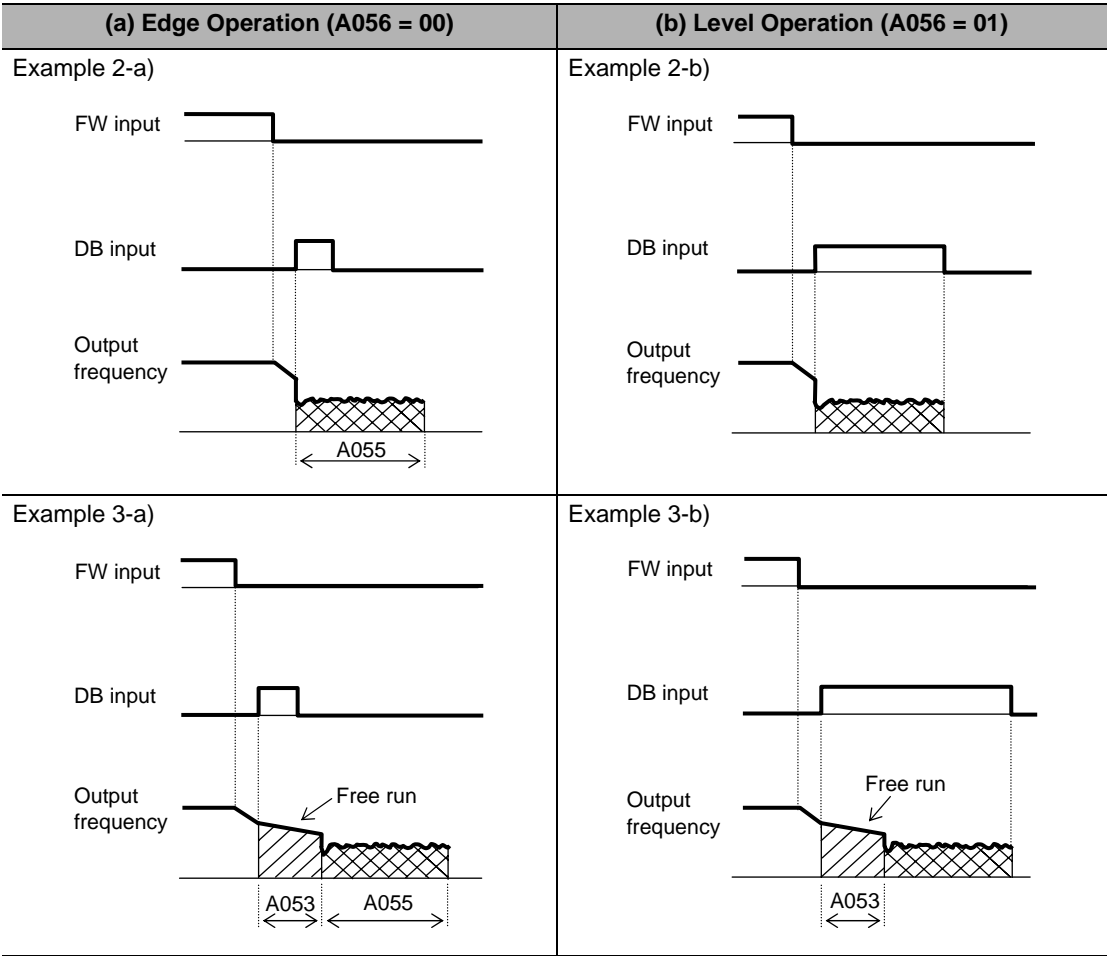 (a) Edge Operation (A056 = 00)
(b) Level Operation (A056 = 01)
Example 2-a)
FW input
DB input
Output
frequency
A055
Example 2-b)
FW input
DB input
Output
frequency
Example 3-a)
FW input
DB input
Output
frequency
Free run
A053
A055
Example 3-b)
FW input
DB input
Output
frequency
Free run
A053